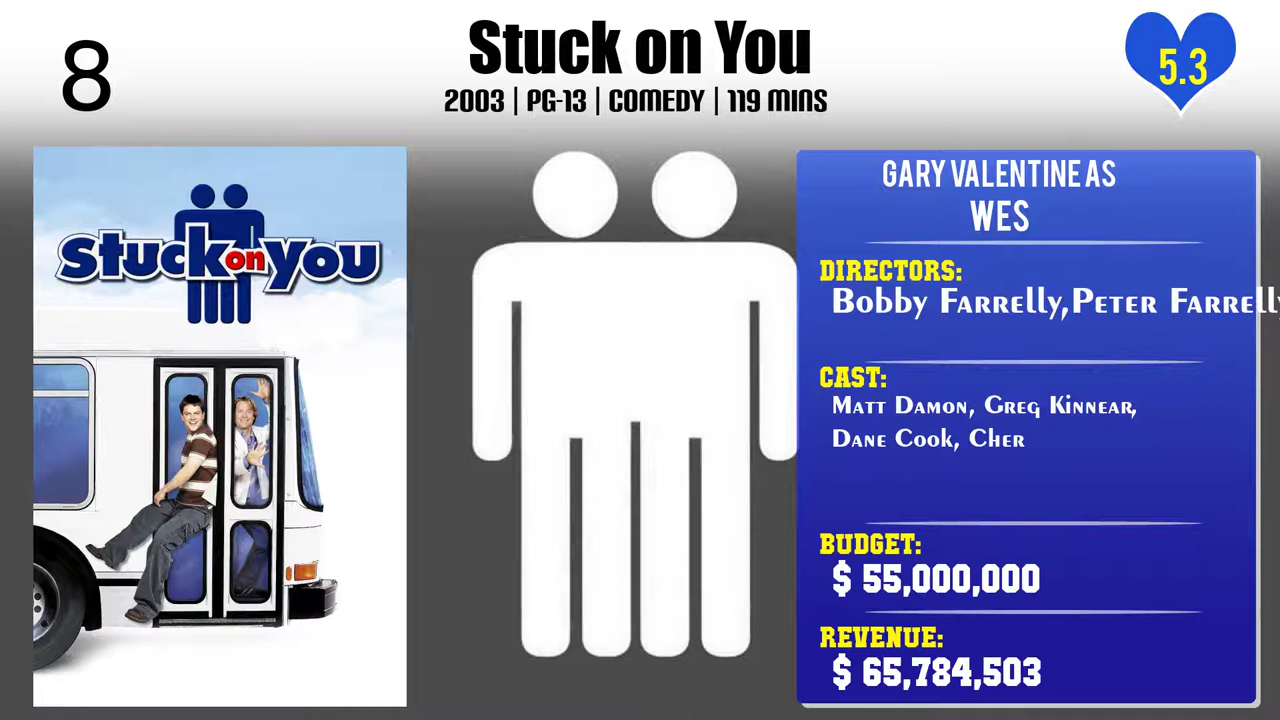 8
Stuck on You
5.3
2003 | PG-13 | COMEDY | 119 MINS
Stuck on You
GARY VALENTINE AS
WES
DIRECTORS:
Bobby Farrelly,Peter Farrelly
CAST:
Matt Damon, Greg Kinnear,
Dane Cook, Cher
BUDGET:
$ 55,000,000
REVENUE:
$ 65,784,503